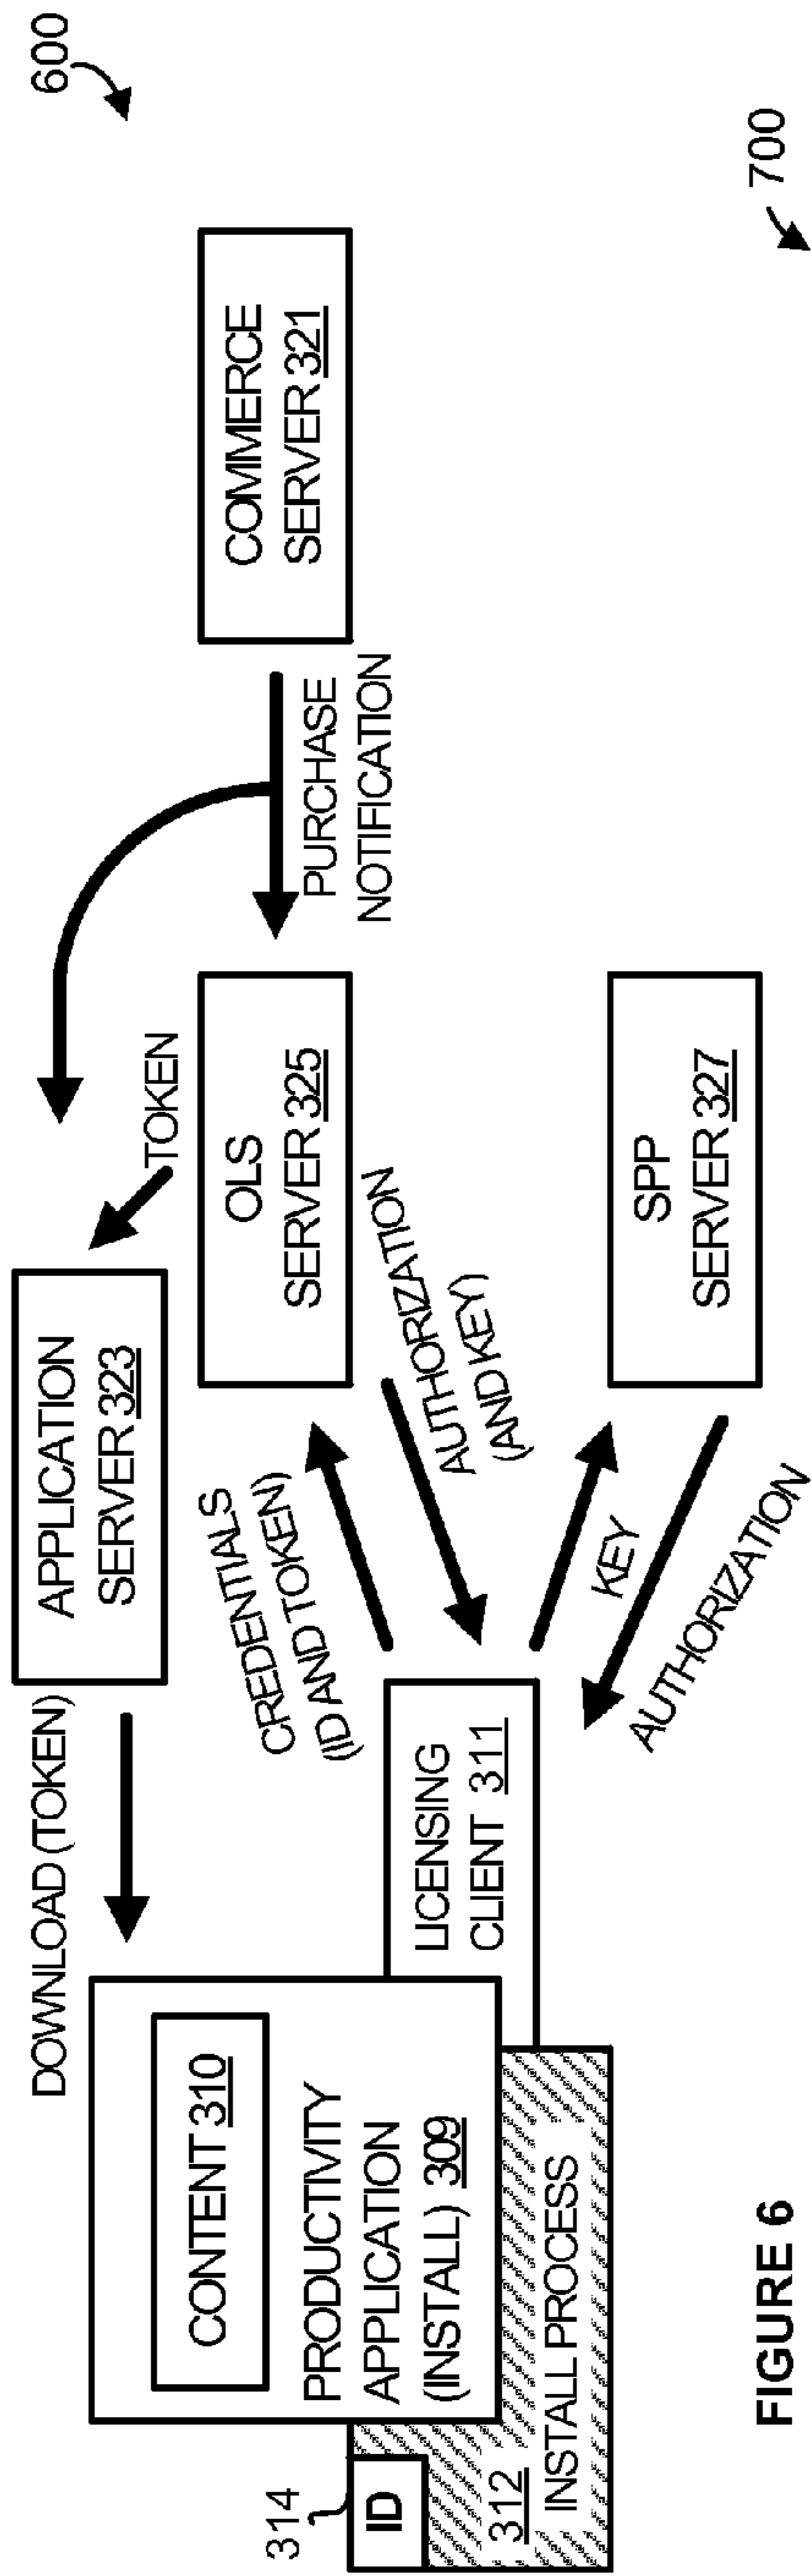 600
COMMERCE
SERVER 321
PURCHASE
NOTIFICATION
TOKEN
APPLICATION
SERVER 323
OLS
SERVER 325
SPP
SERVER 327
DOWNLOAD (TOKEN)
CREDENTIALS
(ID AND TOKEN)
AUTHORIZATION
(AND KEY)
KEY
AUTHORIZATION
CONTENT 310
PRODUCTIVITY
APPLICATION
(INSTALL) 309
LICENSING
CLIENT 311
314
ID
312
INSTALL PROCESS
FIGURE 6
700